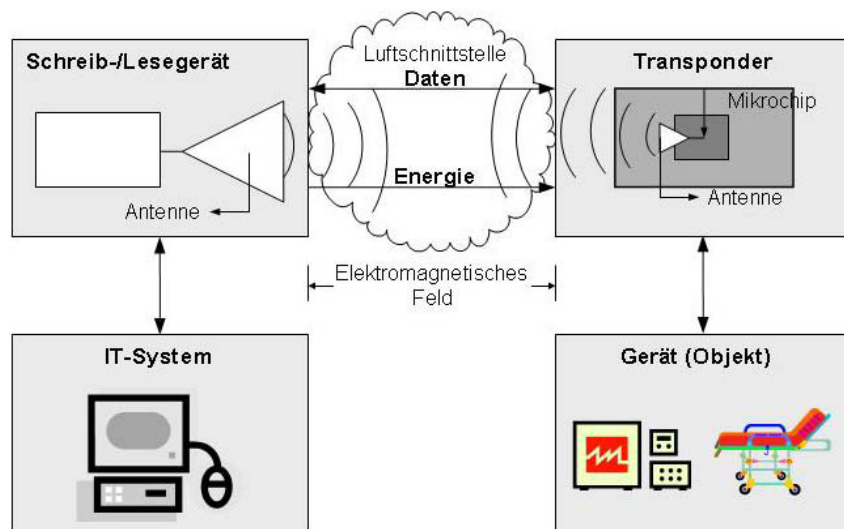 Schreib-/Lesegerät
Luftschnittstelle
Daten
Transponder
Mikrochip
Energie
Antenne
Antenne
Elektromagnetisches
Feld
IT-System
Gerät (Objekt)